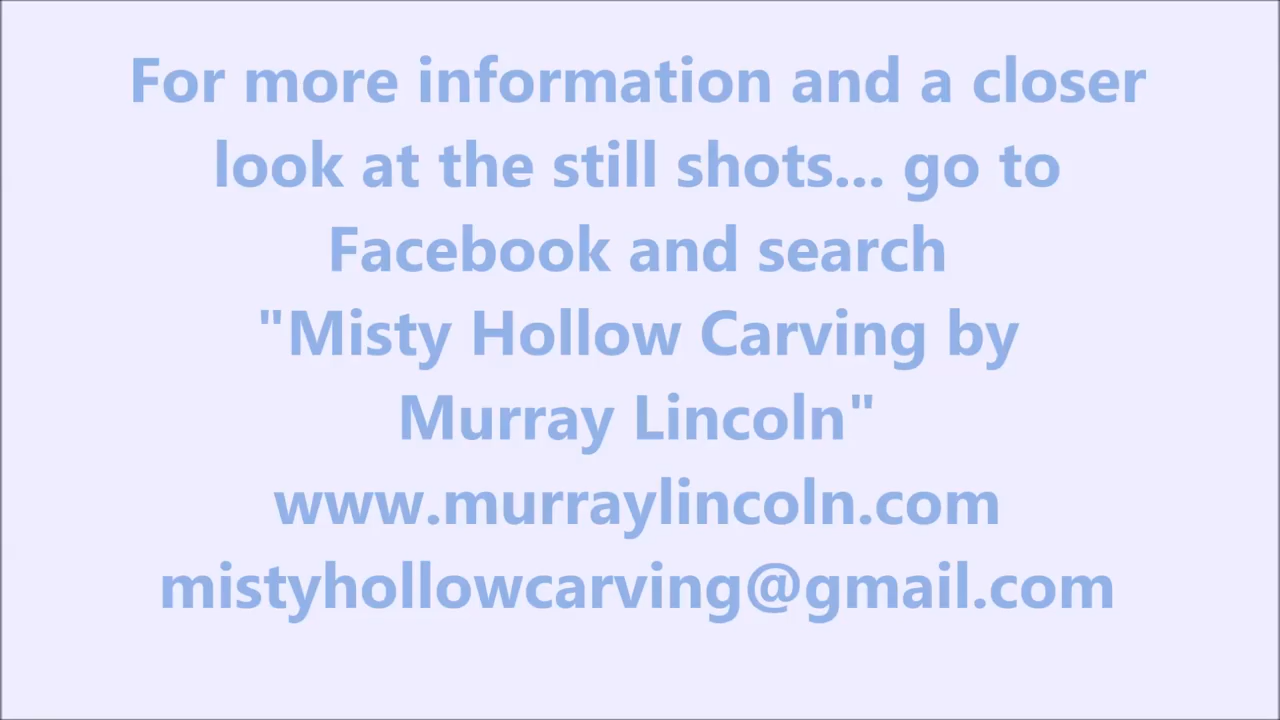 For more information and a closer
look at the still shots... go to
Facebook and search
"Misty Hollow Carving by
Murray Lincoln"
www.murraylincoln.com
mistyhollowcarving@gmail.com